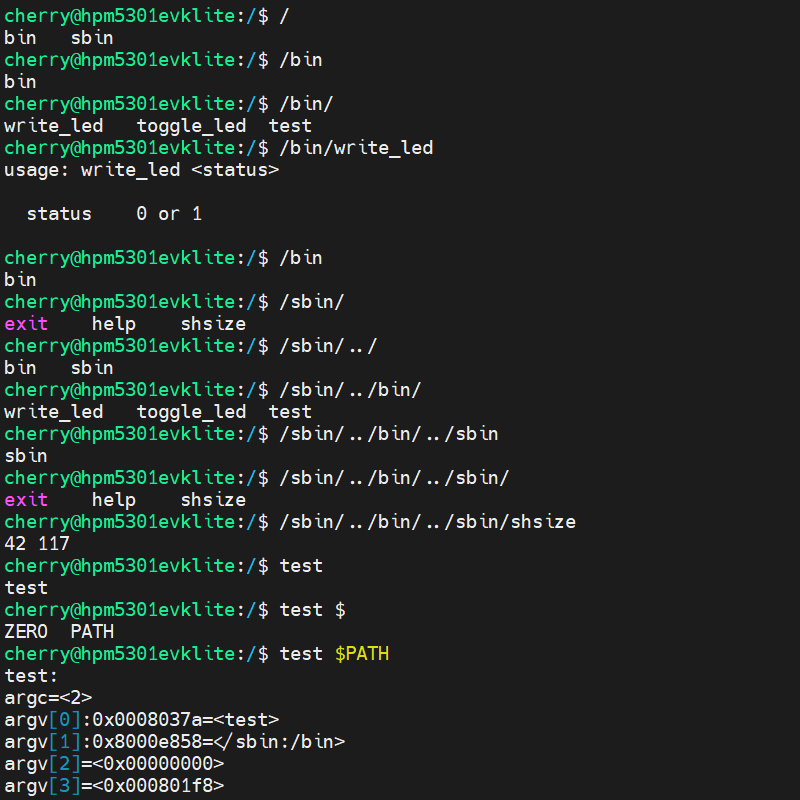 cherry@hpm5301evklite:/$ /
bin   sbin
cherry@hpm5301evklite:/$ /bin
bin
cherry@hpm5301evklite:/$ /bin/
write_led   toggle_led  test
cherry@hpm5301evklite:/$ /bin/write_led
usage: write_led <status>
  status    0 or 1
cherry@hpm5301evklite:/$ /bin
bin
cherry@hpm5301evklite:/$ /sbin/
exit    help    shsize
cherry@hpm5301evklite:/$ /sbin/../
bin   sbin
cherry@hpm5301evklite:/$ /sbin/../bin/
write_led   toggle_led  test
cherry@hpm5301evklite:/$ /sbin/../bin/../sbin
sbin
cherry@hpm5301evklite:/$ /sbin/../bin/../sbin/
exit    help    shsize
cherry@hpm5301evklite:/$ /sbin/../bin/../sbin/shsize
42 117
cherry@hpm5301evklite:/$ test
test
cherry@hpm5301evklite:/$ test $
ZERO  PATH
cherry@hpm5301evklite:/$ test $PATH
test:
argc=<2>
argv[0]:0x0008037a=<test>
argv[1]:0x8000e858=</sbin:/bin>
argv[2]=<0x00000000>
argv[3]=<0x000801f8>